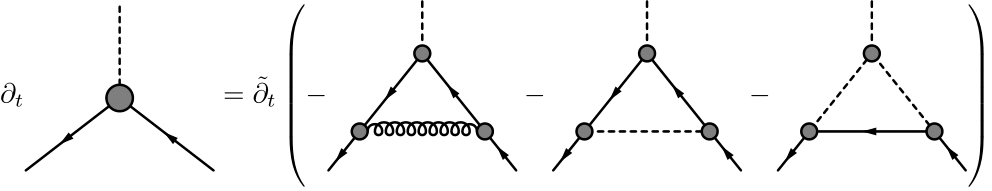 ∂ₜ = ∂̃ₜ ( − − − )